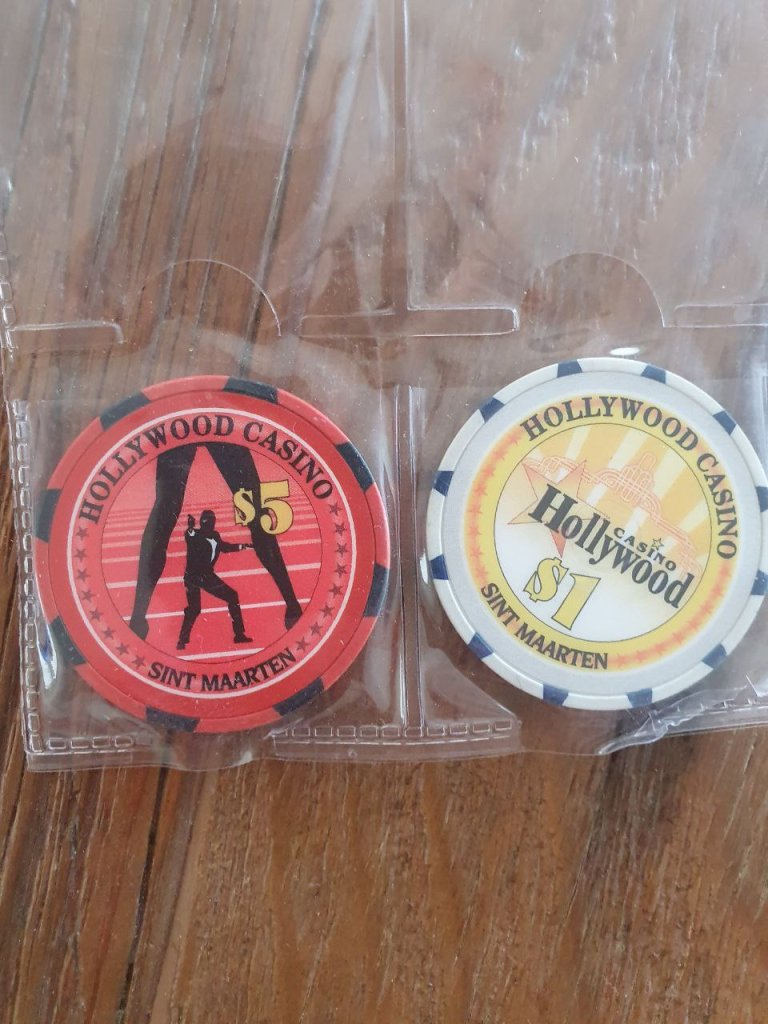 HOLLYWOOD CASINO
$5
SINT MAARTEN
HOLLYWOOD CASINO
CASINO
Hollywood
$1
SINT MAARTEN